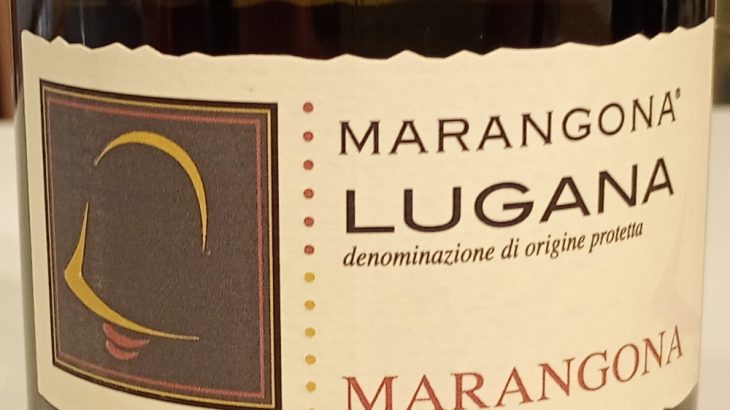 MARANGONA®
LUGANA
denominazione di origine protetta
MARANGONA